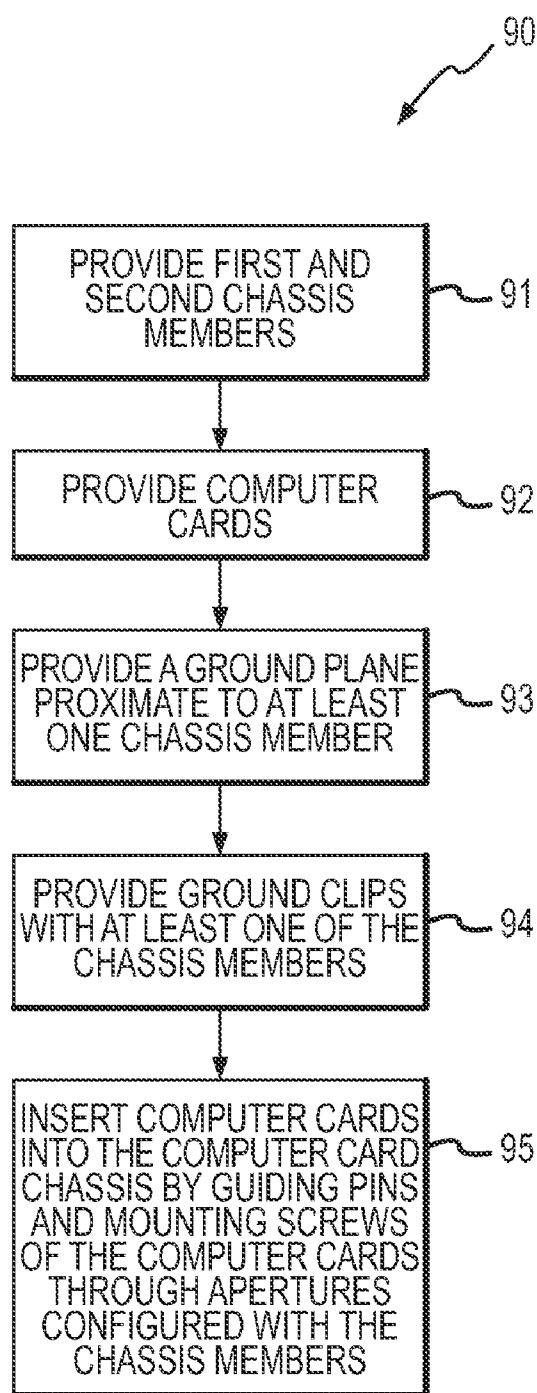 90
PROVIDE FIRST AND
SECOND CHASSIS
MEMBERS
91
PROVIDE COMPUTER
CARDS
92
PROVIDE A GROUND PLANE
PROXIMATE TO AT LEAST
ONE CHASSIS MEMBER
93
PROVIDE GROUND CLIPS
WITH AT LEAST ONE OF THE
CHASSIS MEMBERS
94
INSERT COMPUTER CARDS
INTO THE COMPUTER CARD
CHASSIS BY GUIDING PINS
AND MOUNTING SCREWS
OF THE COMPUTER CARDS
THROUGH APERTURES
CONFIGURED WITH THE
CHASSIS MEMBERS
95